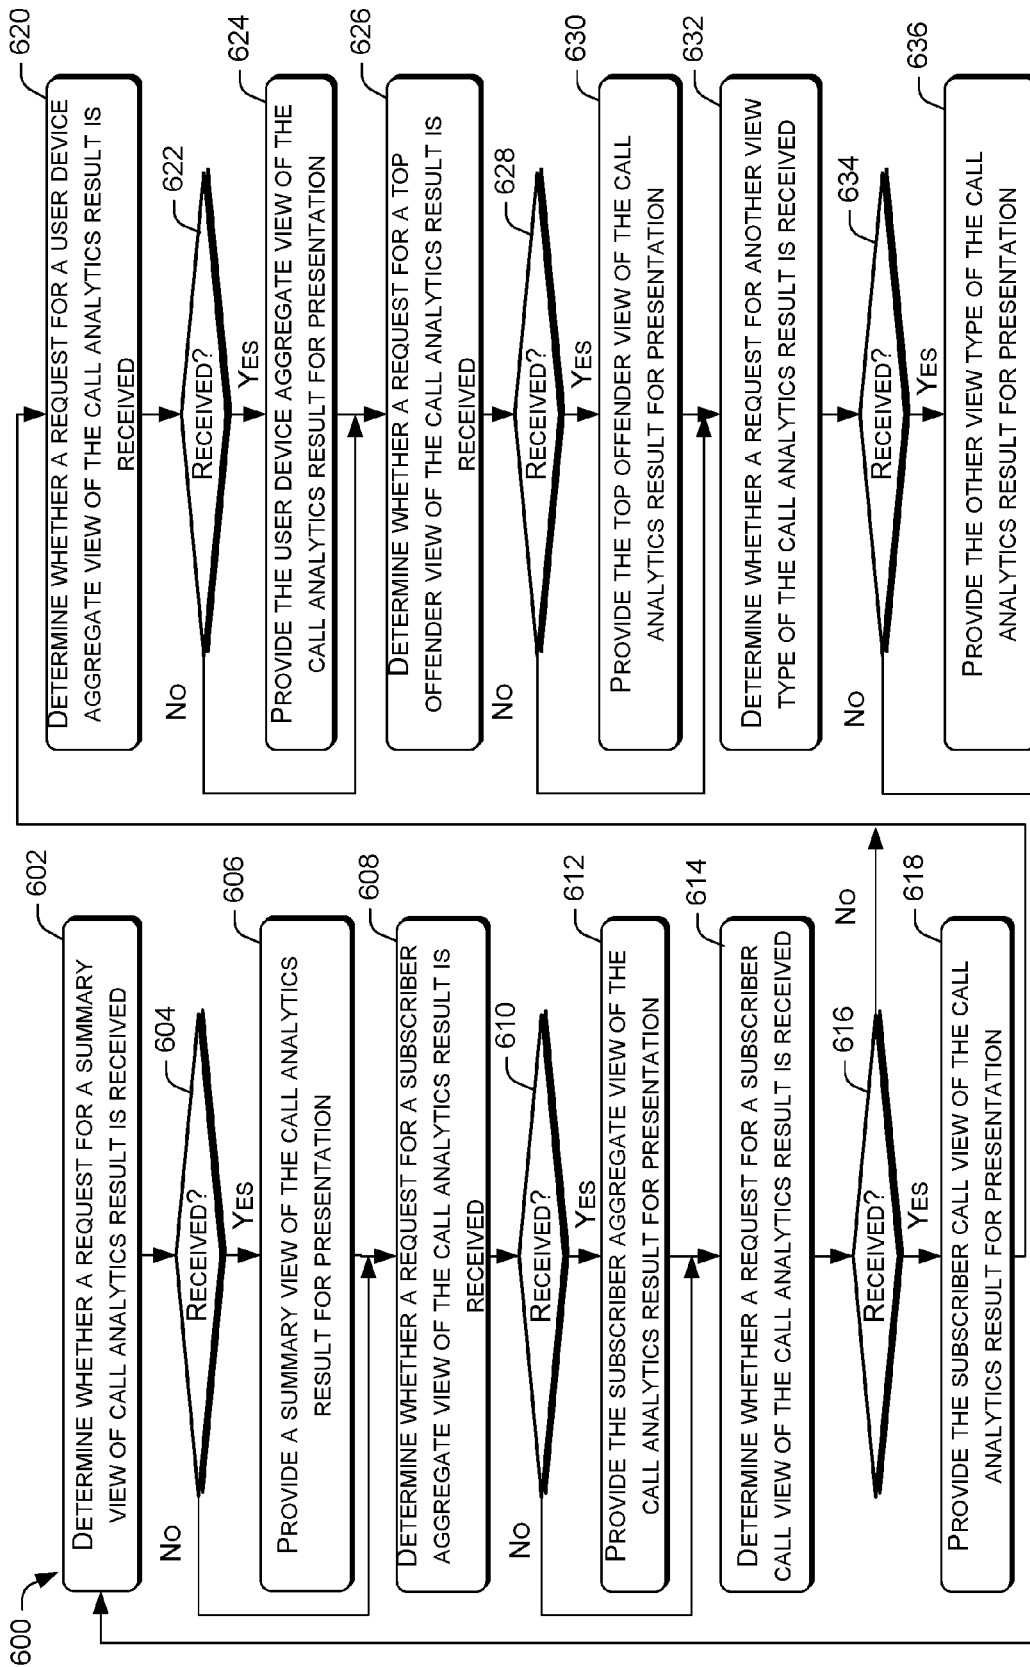 600
602
DETERMINE WHETHER A REQUEST FOR A SUMMARY
VIEW OF CALL ANALYTICS RESULT IS RECEIVED
604
RECEIVED?
NO
YES
606
PROVIDE A SUMMARY VIEW OF THE CALL ANALYTICS
RESULT FOR PRESENTATION
608
DETERMINE WHETHER A REQUEST FOR A SUBSCRIBER
AGGREGATE VIEW OF THE CALL ANALYTICS RESULT IS
RECEIVED
610
RECEIVED?
NO
YES
612
PROVIDE THE SUBSCRIBER AGGREGATE VIEW OF THE
CALL ANALYTICS RESULT FOR PRESENTATION
614
DETERMINE WHETHER A REQUEST FOR A SUBSCRIBER
CALL VIEW OF THE CALL ANALYTICS RESULT IS RECEIVED
616
RECEIVED?
NO
YES
618
PROVIDE THE SUBSCRIBER CALL VIEW OF THE CALL
ANALYTICS RESULT FOR PRESENTATION
620
DETERMINE WHETHER A REQUEST FOR A USER DEVICE
AGGREGATE VIEW OF THE CALL ANALYTICS RESULT IS
RECEIVED
622
RECEIVED?
NO
YES
624
PROVIDE THE USER DEVICE AGGREGATE VIEW OF THE
CALL ANALYTICS RESULT FOR PRESENTATION
626
DETERMINE WHETHER A REQUEST FOR A TOP
OFFENDER VIEW OF THE CALL ANALYTICS RESULT IS
RECEIVED
628
RECEIVED?
NO
YES
630
PROVIDE THE TOP OFFENDER VIEW OF THE CALL
ANALYTICS RESULT FOR PRESENTATION
632
DETERMINE WHETHER A REQUEST FOR ANOTHER VIEW
TYPE OF THE CALL ANALYTICS RESULT IS RECEIVED
634
RECEIVED?
NO
YES
636
PROVIDE THE OTHER VIEW TYPE OF THE CALL
ANALYTICS RESULT FOR PRESENTATION